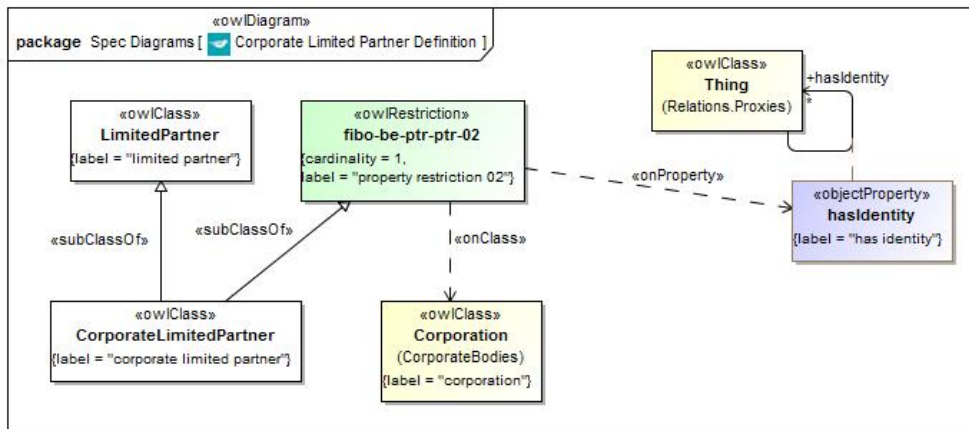 «owlDiagram»
package Spec Diagrams [ Corporate Limited Partner Definition ]
«owlClass»
LimitedPartner
{label = "limited partner"}
«owlRestriction»
fibo-be-ptr-ptr-02
{cardinality = 1,
label = "property restriction 02"}
«owlClass»
Thing
(Relations.Proxies)
+hasIdentity
*
«onProperty»
«objectProperty»
hasIdentity
{label = "has identity"}
«subClassOf»
«subClassOf»
«onClass»
«owlClass»
CorporateLimitedPartner
{label = "corporate limited partner"}
«owlClass»
Corporation
(CorporateBodies)
{label = "corporation"}